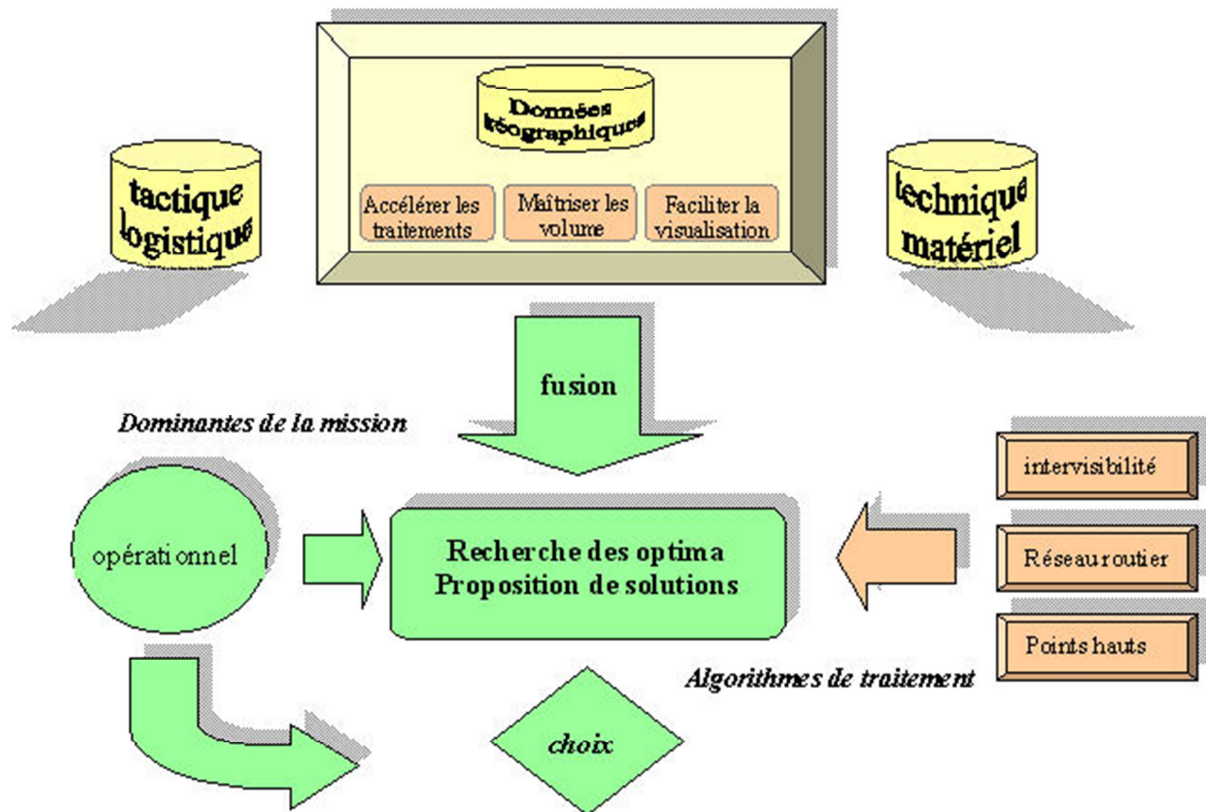 Données
géographiques
tactique
logistique
technique
matériel
Accélérer les
traitements
Maîtriser les
volume
Faciliter la
visualisation
fusion
Dominantes de la mission
opérationnel
Recherche des optima
Proposition de solutions
intervisibilité
Réseau routier
Points hauts
Algorithmes de traitement
choix